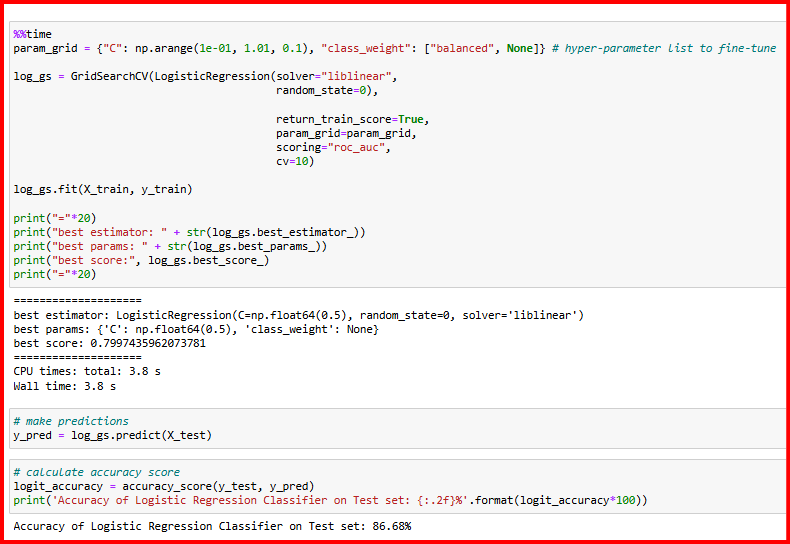 %%time
param_grid = {"C": np.arange(1e-01, 1.01, 0.1), "class_weight": ["balanced", None]} # hyper-parameter list to fine-tune
log_gs = GridSearchCV(LogisticRegression(solver="liblinear",
random_state=0),
return_train_score=True,
param_grid=param_grid,
scoring="roc_auc",
cv=10)
log_gs.fit(X_train, y_train)
print("="*20)
print("best estimator: " + str(log_gs.best_estimator_))
print("best params: " + str(log_gs.best_params_))
print("best score:", log_gs.best_score_)
print("="*20)
====================
best estimator: LogisticRegression(C=np.float64(0.5), random_state=0, solver='liblinear')
best params: {'C': np.float64(0.5), 'class_weight': None}
best score: 0.7997435962073781
====================
CPU times: total: 3.8 s
Wall time: 3.8 s
# make predictions
y_pred = log_gs.predict(X_test)
# calculate accuracy score
logit_accuracy = accuracy_score(y_test, y_pred)
print('Accuracy of Logistic Regression Classifier on Test set: {:.2f}%'.format(logit_accuracy*100))
Accuracy of Logistic Regression Classifier on Test set: 86.68%